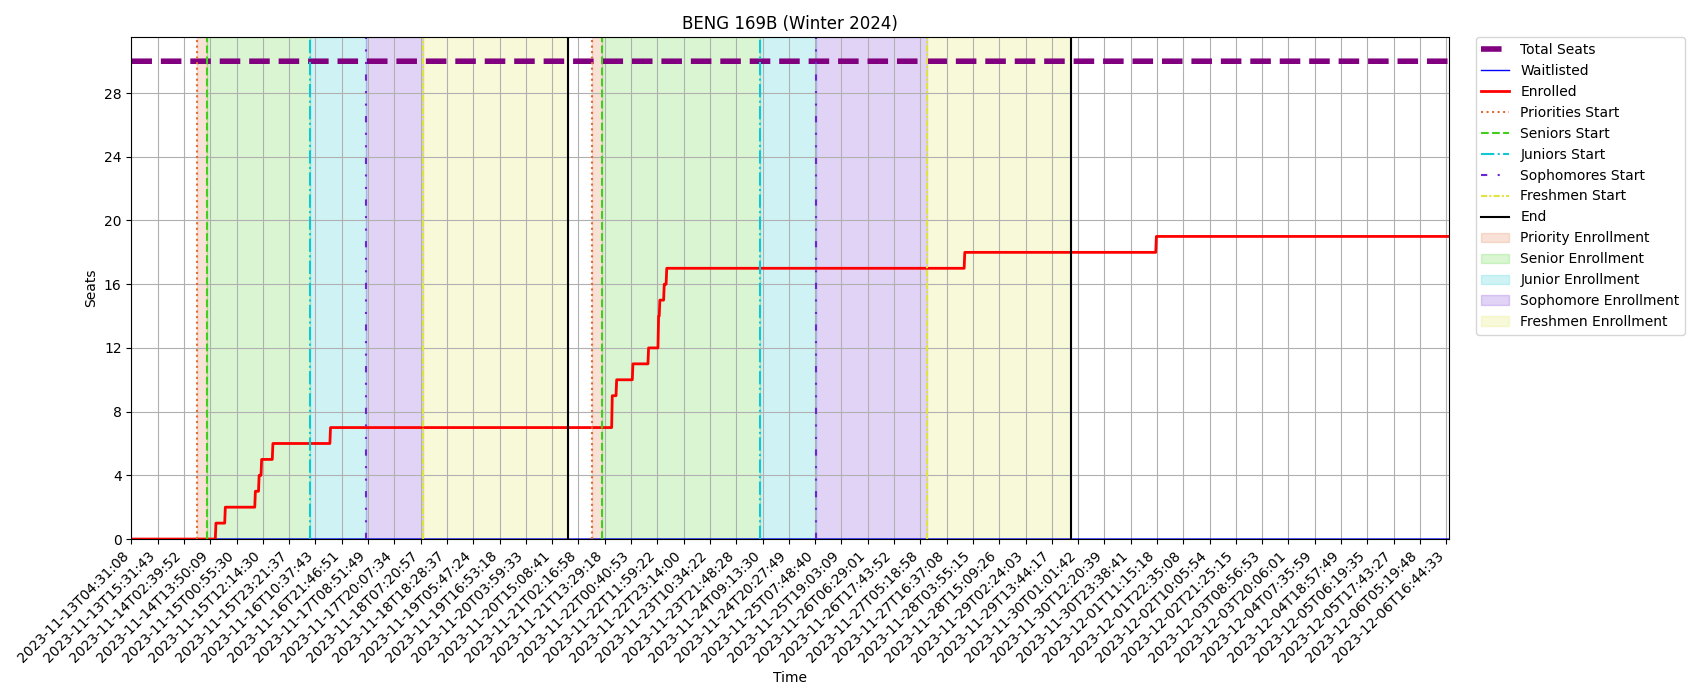 BENG 169B (Winter 2024)
Seats
28
24
20
16
12
8
4
0
2023-11-13T04:31:08
2023-11-13T15:31:43
2023-11-14T02:39:52
2023-11-14T13:50:09
2023-11-15T00:55:30
2023-11-15T12:14:30
2023-11-15T23:21:37
2023-11-16T10:37:43
2023-11-16T21:46:51
2023-11-17T08:51:49
2023-11-17T20:07:34
2023-11-18T07:20:57
2023-11-18T18:28:37
2023-11-19T05:47:24
2023-11-19T16:53:18
2023-11-20T03:59:33
2023-11-20T15:08:41
2023-11-21T02:16:58
2023-11-21T13:29:18
2023-11-22T00:40:53
2023-11-22T11:59:22
2023-11-22T23:14:00
2023-11-23T10:34:22
2023-11-23T21:48:28
2023-11-24T09:13:30
2023-11-24T20:27:49
2023-11-25T07:48:40
2023-11-25T19:03:09
2023-11-26T06:29:01
2023-11-26T17:43:52
2023-11-27T05:18:58
2023-11-27T16:37:08
2023-11-28T03:55:15
2023-11-28T15:09:26
2023-11-29T02:24:03
2023-11-29T13:44:17
2023-11-30T01:01:42
2023-11-30T12:20:39
2023-11-30T23:38:41
2023-12-01T11:15:18
2023-12-01T22:35:08
2023-12-02T10:05:54
2023-12-02T21:25:15
2023-12-03T08:56:53
2023-12-03T20:06:01
2023-12-04T07:35:59
2023-12-04T18:57:49
2023-12-05T06:19:35
2023-12-05T17:43:27
2023-12-06T05:19:48
2023-12-06T16:44:33
Time
Total Seats
Waitlisted
Enrolled
Priorities Start
Seniors Start
Juniors Start
Sophomores Start
Freshmen Start
End
Priority Enrollment
Senior Enrollment
Junior Enrollment
Sophomore Enrollment
Freshmen Enrollment